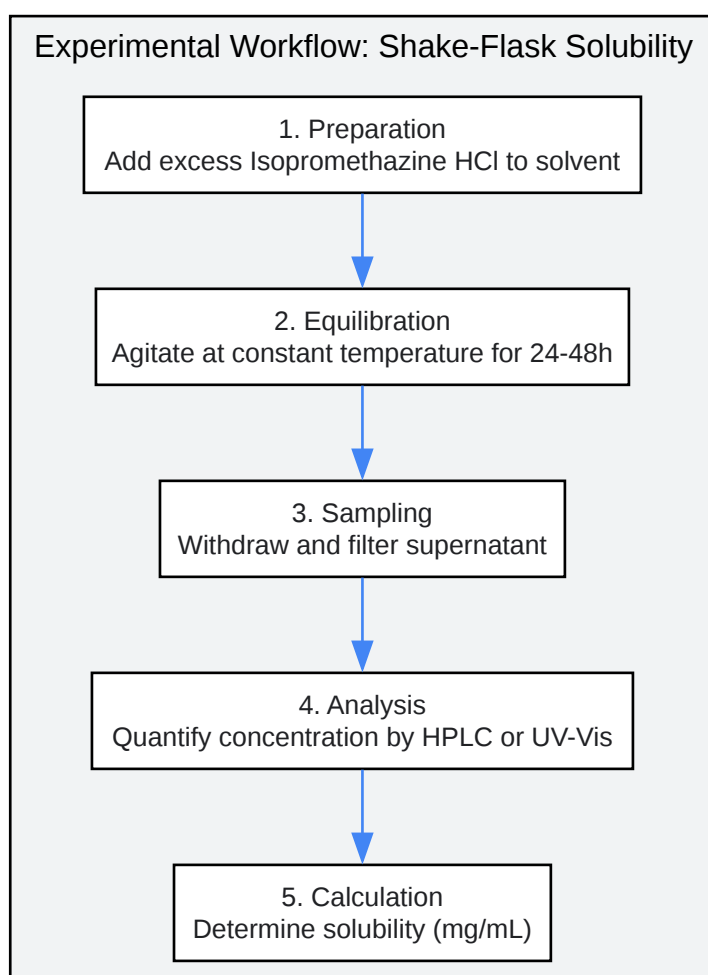 Experimental Workflow: Shake-Flask Solubility
1. Preparation
Add excess Isopromethazine HCl to solvent
2. Equilibration
Agitate at constant temperature for 24-48h
3. Sampling
Withdraw and filter supernatant
4. Analysis
Quantify concentration by HPLC or UV-Vis
5. Calculation
Determine solubility (mg/mL)